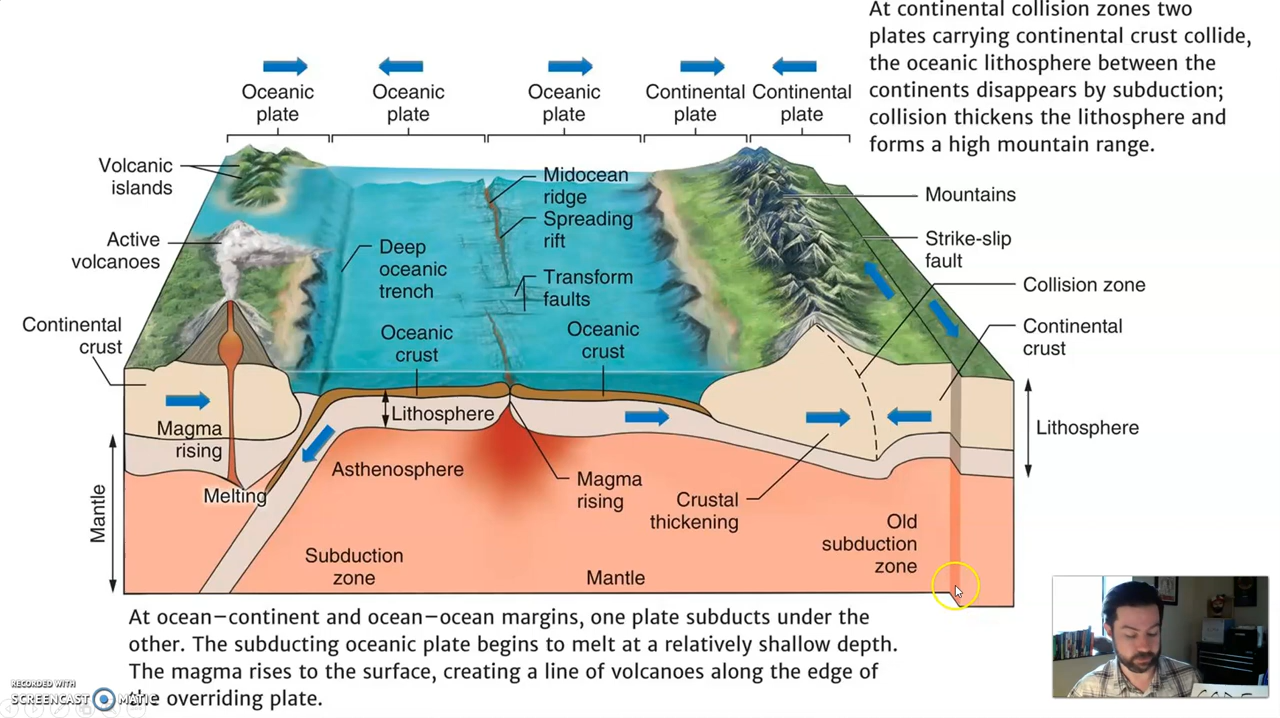 At continental collision zones two
plates carrying continental crust collide,
the oceanic lithosphere between the
continents disappears by subduction;
collision thickens the lithosphere and
forms a high mountain range.
Oceanic
plate
Oceanic
plate
Oceanic
plate
Continental
plate
Continental
plate
Volcanic
islands
Active
volcanoes
Continental
crust
Deep
oceanic
trench
Midocean
ridge
Spreading
rift
Transform
faults
Oceanic
crust
Oceanic
crust
Mountains
Strike-slip
fault
Collision zone
Continental
crust
Lithosphere
Lithosphere
Magma
rising
Melting
Mantle
Asthenosphere
Magma
rising
Crustal
thickening
Old
subduction
zone
Subduction
zone
Mantle
At ocean–continent and ocean–ocean margins, one plate subducts under the
other. The subducting oceanic plate begins to melt at a relatively shallow depth.
The magma rises to the surface, creating a line of volcanoes along the edge of
the overriding plate.
RECORDED WITH
SCREENCAST MATIC